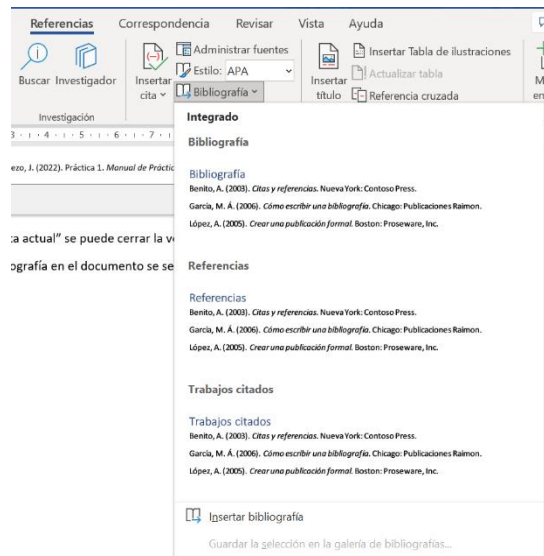 Referencias Correspondencia Revisar Vista Ayuda
Administrar fuentes
Estilo: APA
Bibliografía
Buscar Investigador
Insertar
cita
Insertar
título
Insertar Tabla de ilustraciones
Actualizar tabla
Referencia cruzada
Investigación
3 4 5 6 7
ezo, J. (2022). Práctica 1. Manual de Práctic
ta actual” se puede cerrar la v
ografía en el documento se se
Integrado
Bibliografía
Bibliografía
Benito, A. (2003). Citas y referencias. Nueva York: Contoso Press.
García, M. Á. (2006). Cómo escribir una bibliografía. Chicago: Publicaciones Raimon.
López, A. (2005). Crear una publicación formal. Boston: Proseware, Inc.
Referencias
Referencias
Benito, A. (2003). Citas y referencias. Nueva York: Contoso Press.
García, M. Á. (2006). Cómo escribir una bibliografía. Chicago: Publicaciones Raimon.
López, A. (2005). Crear una publicación formal. Boston: Proseware, Inc.
Trabajos citados
Trabajos citados
Benito, A. (2003). Citas y referencias. Nueva York: Contoso Press.
García, M. Á. (2006). Cómo escribir una bibliografía. Chicago: Publicaciones Raimon.
López, A. (2005). Crear una publicación formal. Boston: Proseware, Inc.
Insertar bibliografía
Guardar la selección en la galería de bibliografías...